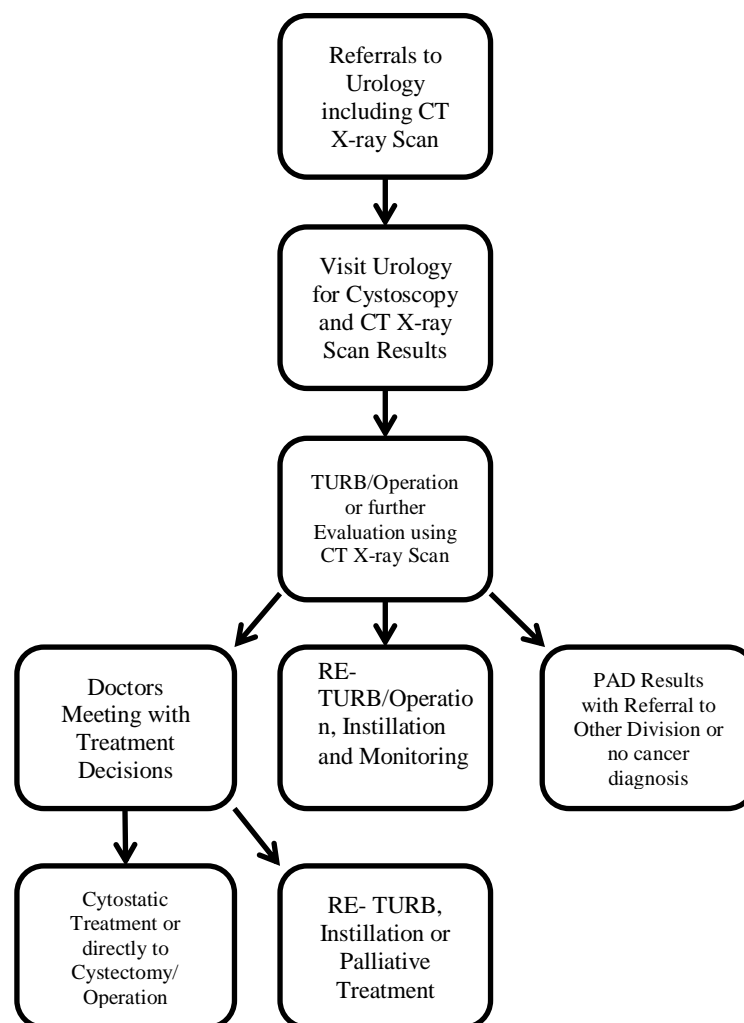 Referrals to
Urology
including CT
X-ray Scan
Visit Urology
for Cystoscopy
and CT X-ray
Scan Results
TURB/Operation
or further
Evaluation using
CT X-ray Scan
Doctors
Meeting with
Treatment
Decisions
RE-
TURB/Operatio
n, Instillation
and Monitoring
PAD Results
with Referral to
Other Division or
no cancer
diagnosis
Cytostatic
Treatment or
directly to
Cystectomy/
Operation
RE- TURB,
Instillation or
Palliative
Treatment